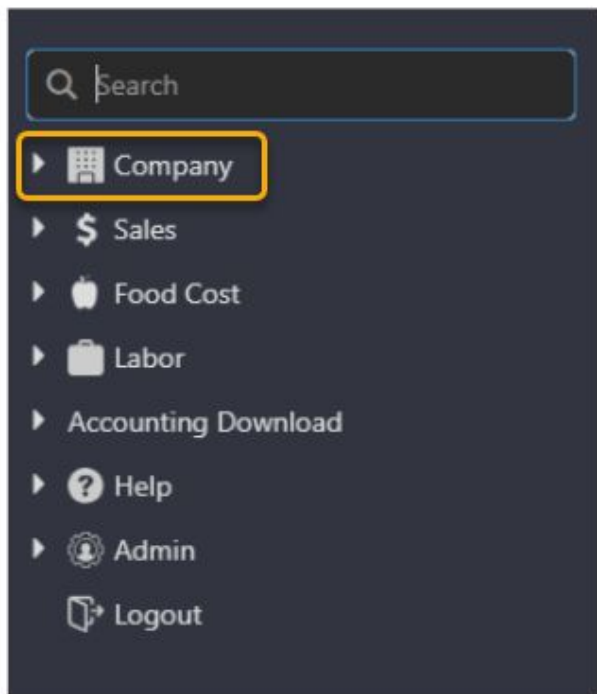 Search
Company
$ Sales
Food Cost
Labor
Accounting Download
? Help
Admin
Logout